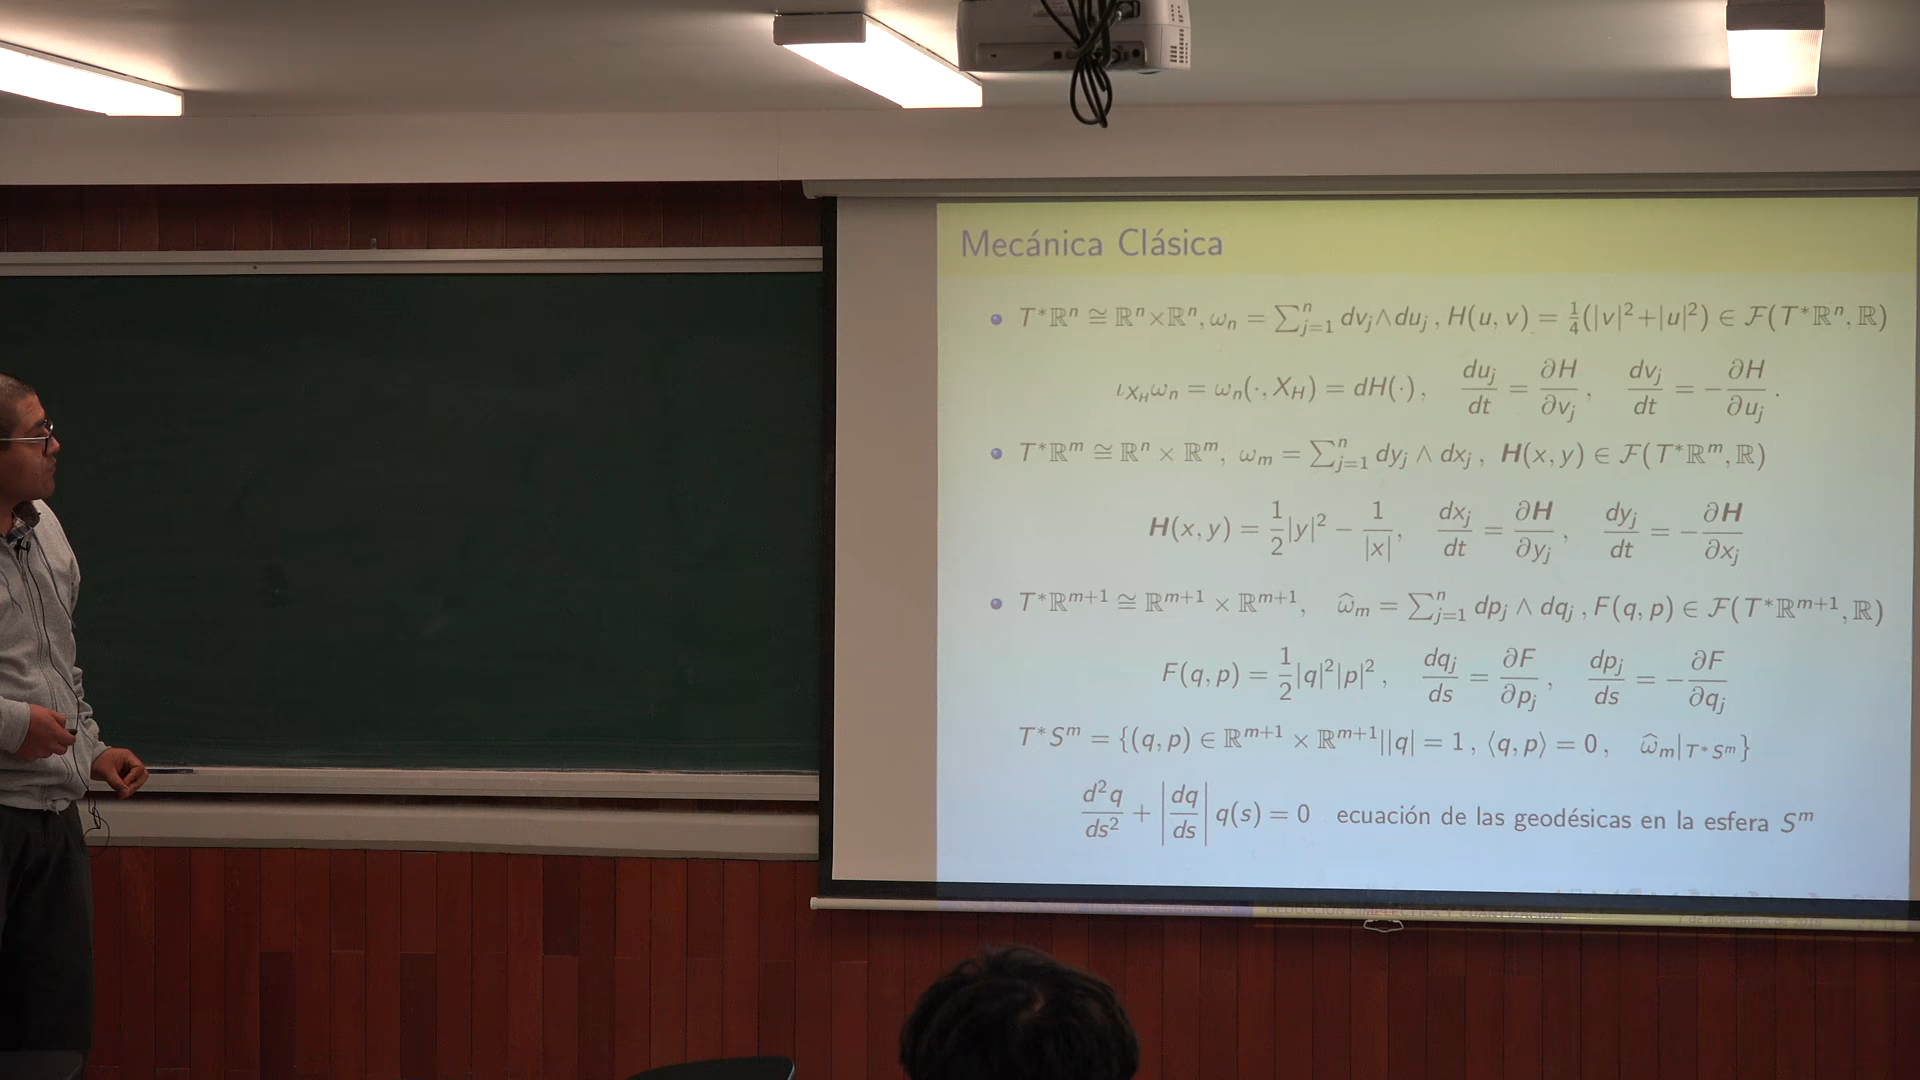 Mecánica Clásica
T*ℝⁿ ≅ ℝⁿ×ℝⁿ, ωₙ = ∑ⁿⱼ₌₁ dvⱼ∧duⱼ , H(u, v) = ¼(|v|²+|u|²) ∈ ℱ(T*ℝⁿ, ℝ)
ι_{X_H}ωₙ = ωₙ(·, X_H) = dH(·) , duⱼ/dt = ∂H/∂vⱼ , dvⱼ/dt = −∂H/∂uⱼ .
T*ℝᵐ ≅ ℝⁿ × ℝᵐ, ωₘ = ∑ⁿⱼ₌₁ dyⱼ ∧ dxⱼ , H(x, y) ∈ ℱ(T*ℝᵐ, ℝ)
H(x, y) = 1/2|y|² − 1/|x| , dxⱼ/dt = ∂H/∂yⱼ , dyⱼ/dt = −∂H/∂xⱼ
T*ℝᵐ⁺¹ ≅ ℝᵐ⁺¹ × ℝᵐ⁺¹, ω̂ₘ = ∑ⁿⱼ₌₁ dpⱼ ∧ dqⱼ , F(q, p) ∈ ℱ(T*ℝᵐ⁺¹, ℝ)
F(q, p) = 1/2|q|²|p|² , dqⱼ/ds = ∂F/∂pⱼ , dpⱼ/ds = −∂F/∂qⱼ
T*Sᵐ = {(q, p) ∈ ℝᵐ⁺¹ × ℝᵐ⁺¹||q| = 1 , ⟨q, p⟩ = 0 , ω̂ₘ|_{T*Sᵐ}}
d²q/ds² + |dq/ds| q(s) = 0 ecuación de las geodésicas en la esfera Sᵐ